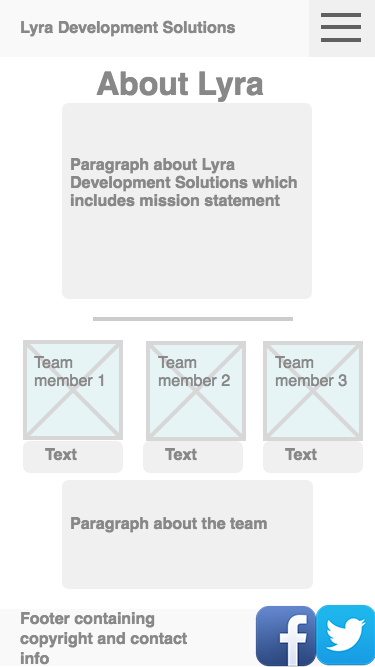 Lyra Development Solutions
About Lyra
Paragraph about Lyra
Development Solutions which
includes mission statement
Team
member 1
Team
member 2
Team
member 3
Text
Text
Text
Paragraph about the team
Footer containing
copyright and contact
info
f